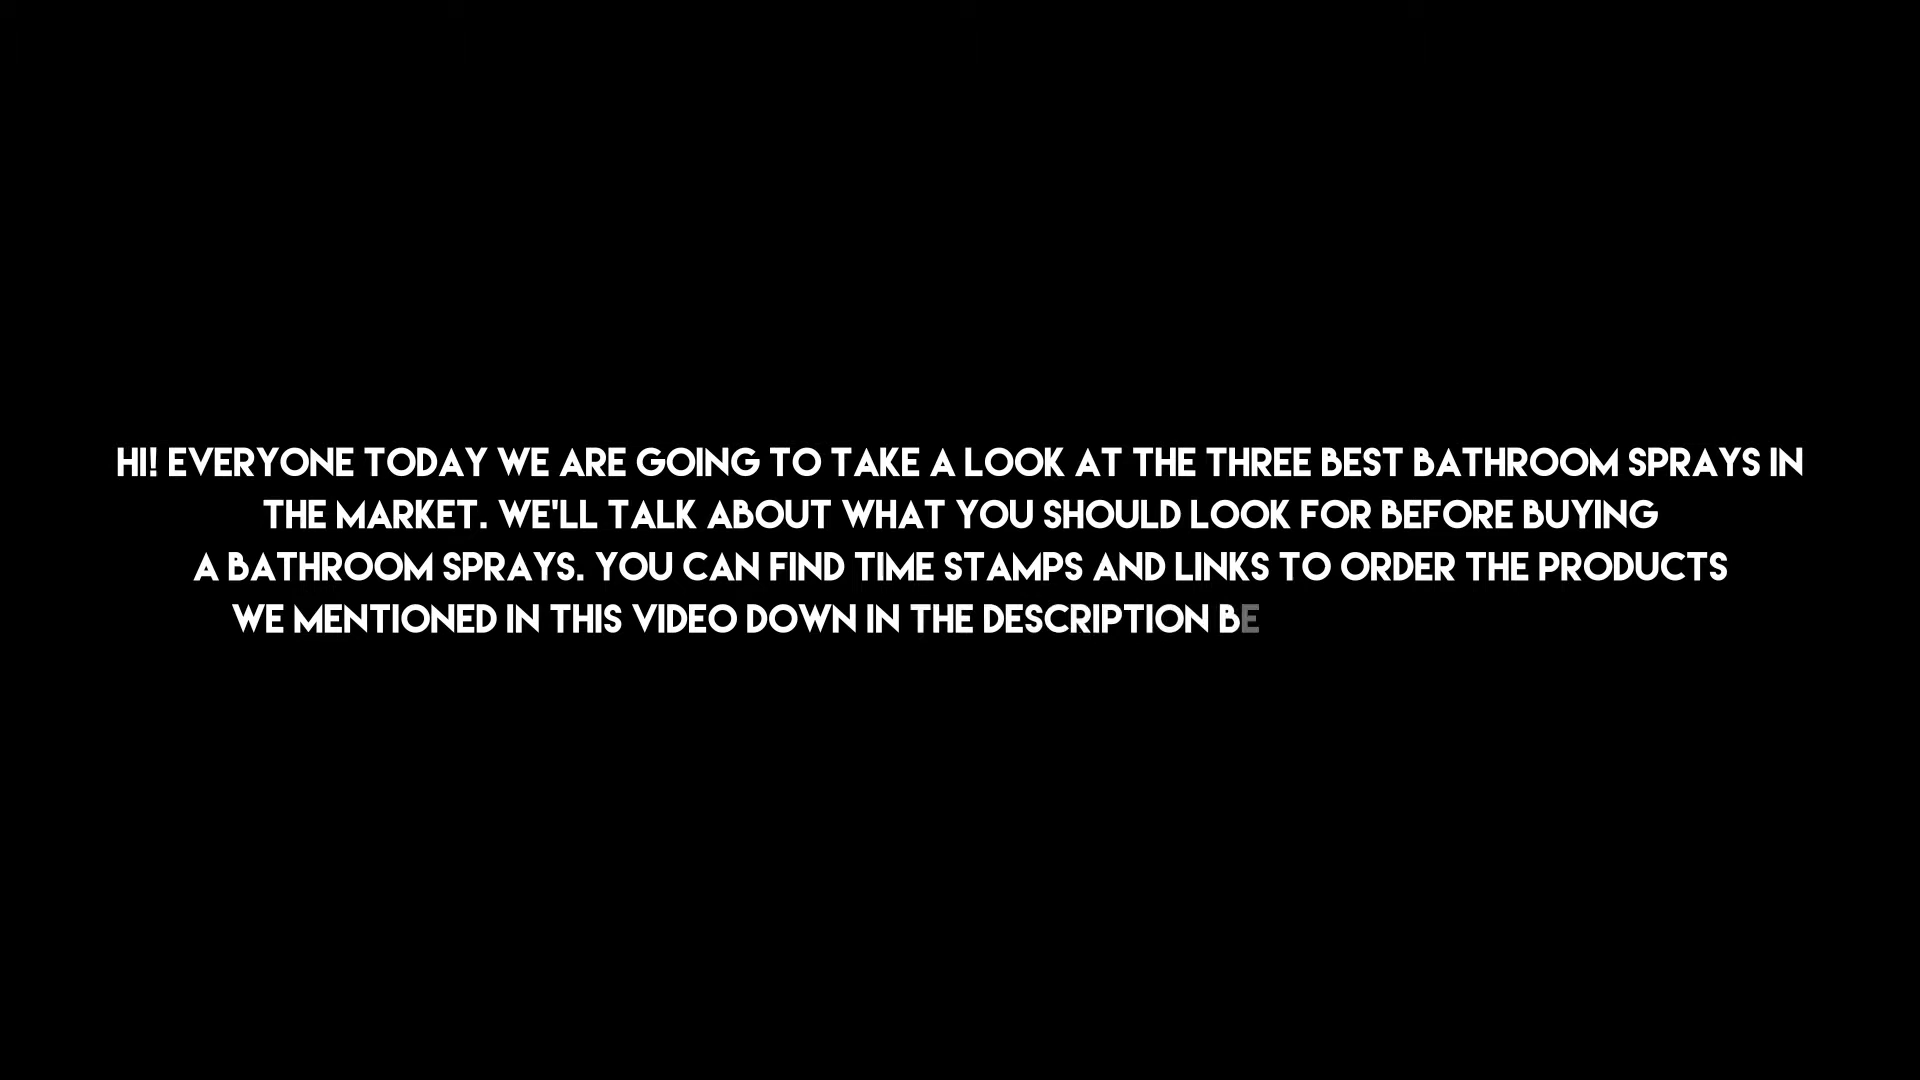 HI! EVERYONE TODAY WE ARE GOING TO TAKE A LOOK AT THE THREE BEST BATHROOM SPRAYS IN
THE MARKET. WE'LL TALK ABOUT WHAT YOU SHOULD LOOK FOR BEFORE BUYING
A BATHROOM SPRAYS. YOU CAN FIND TIME STAMPS AND LINKS TO ORDER THE PRODUCTS
WE MENTIONED IN THIS VIDEO DOWN IN THE DESCRIPTION BE